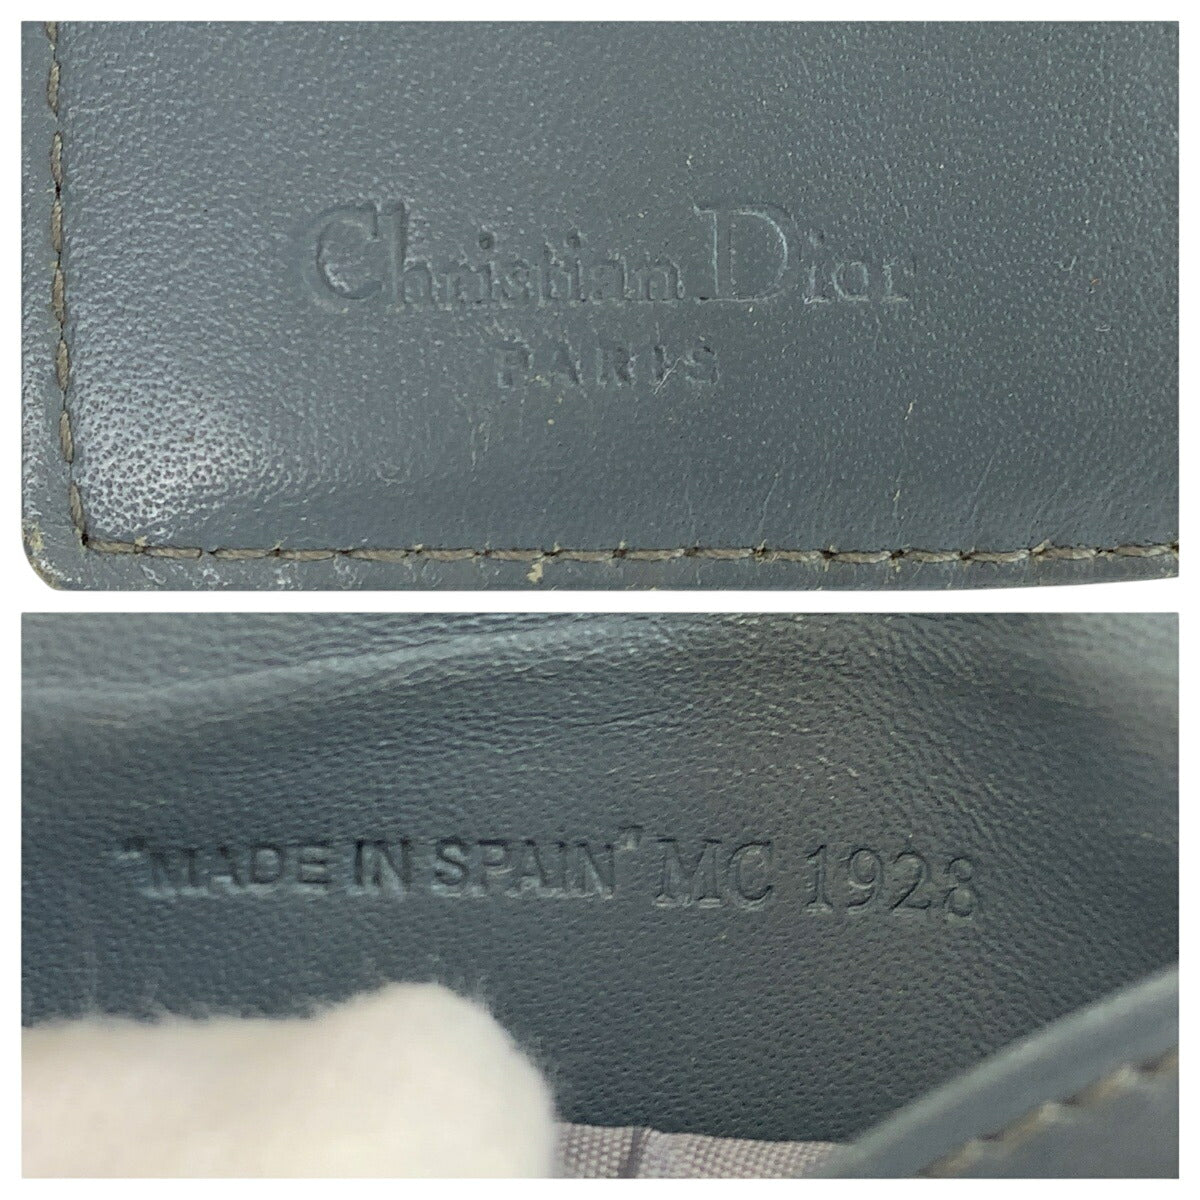 Christian Dior
PARIS
"MADE IN SPAIN" MC 1928